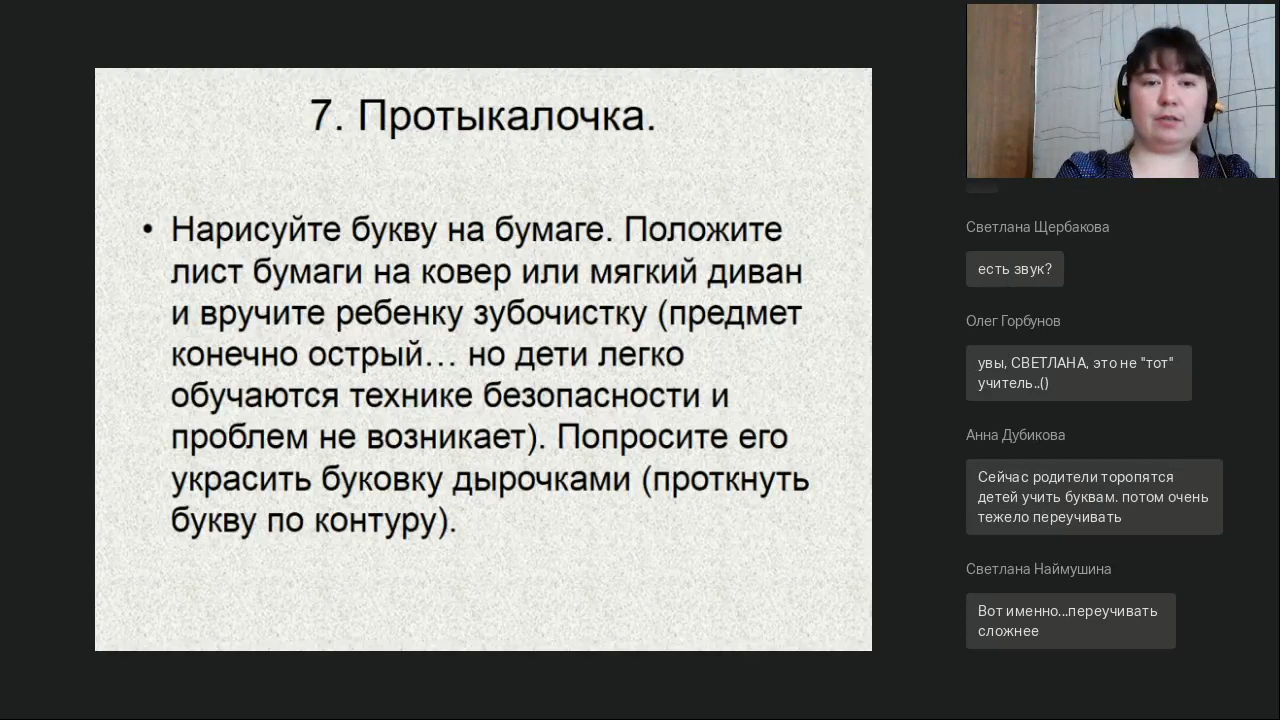 7. Протыкалочка.
• Нарисуйте букву на бумаге. Положите
лист бумаги на ковер или мягкий диван
и вручите ребенку зубочистку (предмет
конечно острый… но дети легко
обучаются технике безопасности и
проблем не возникает). Попросите его
украсить буковку дырочками (проткнуть
букву по контуру).
Светлана Щербакова
есть звук?
Олег Горбунов
увы, СВЕТЛАНА, это не "тот"
учитель..()
Анна Дубикова
Сейчас родители торопятся
детей учить буквам. потом очень
тяжело переучивать
Светлана Наймушина
Вот именно...переучивать
сложнее